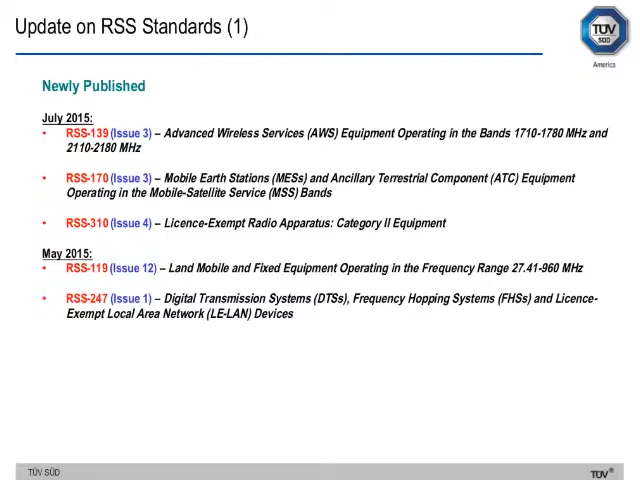 Update on RSS Standards (1)
TÜV
SÜD
America
Newly Published
July 2015:
• RSS-139 (Issue 3) – Advanced Wireless Services (AWS) Equipment Operating in the Bands 1710-1780 MHz and
2110-2180 MHz
• RSS-170 (Issue 3) – Mobile Earth Stations (MESs) and Ancillary Terrestrial Component (ATC) Equipment
Operating in the Mobile-Satellite Service (MSS) Bands
• RSS-310 (Issue 4) – Licence-Exempt Radio Apparatus: Category II Equipment
May 2015:
• RSS-119 (Issue 12) – Land Mobile and Fixed Equipment Operating in the Frequency Range 27.41-960 MHz
• RSS-247 (Issue 1) – Digital Transmission Systems (DTSs), Frequency Hopping Systems (FHSs) and Licence-
Exempt Local Area Network (LE-LAN) Devices
TÜV SÜD
TÜV®